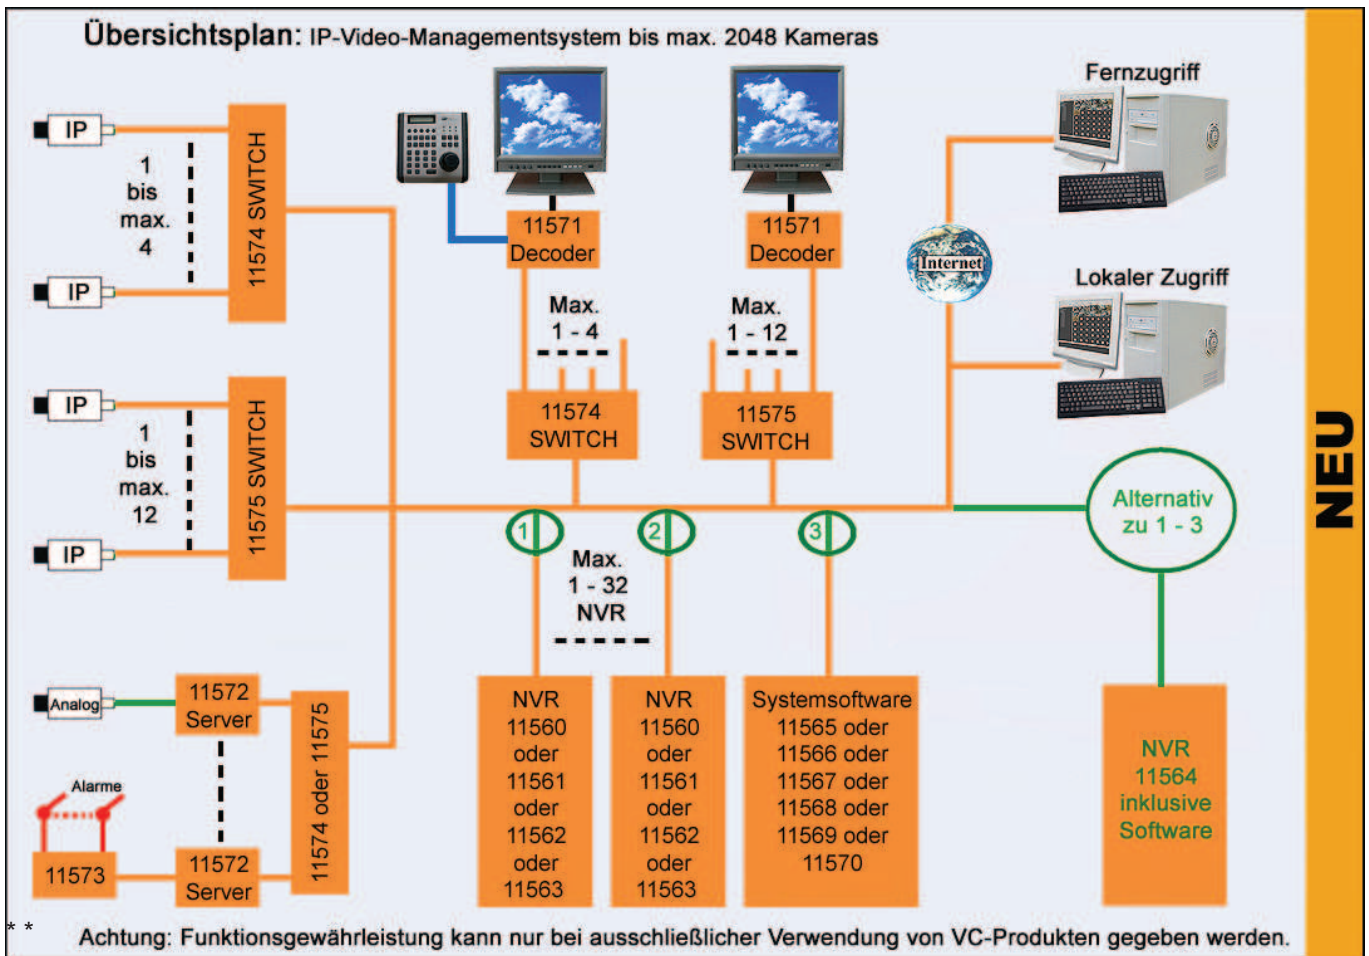 Übersichtsplan: IP-Video-Managementsystem bis max. 2048 Kameras
IP
1
bis
max.
4
IP
11574 SWITCH
IP
1
bis
max.
12
IP
11575 SWITCH
Analog
11572
Server
Alarme
11573
11572
Server
11574 oder 11575
11571
Decoder
Max.
1 - 4
11574
SWITCH
11571
Decoder
Max.
1 - 12
11575
SWITCH
Fernzugriff
Internet
Lokaler Zugriff
1
2
3
Max.
1 - 32
NVR
Alternativ
zu 1 - 3
NVR
11560
oder
11561
oder
11562
oder
11563
NVR
11560
oder
11561
oder
11562
oder
11563
Systemsoftware
11565 oder
11566 oder
11567 oder
11568 oder
11569 oder
11570
NVR
11564
inklusive
Software
NEU
* *
Achtung: Funktionsgewährleistung kann nur bei ausschließlicher Verwendung von VC-Produkten gegeben werden.